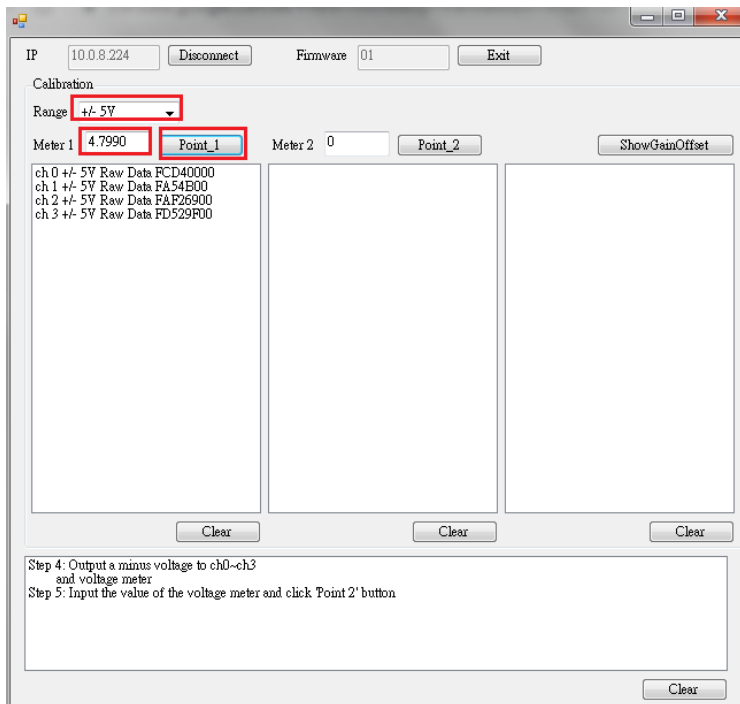 IP 10.0.8.224 Disconnect Firmware 01 Exit
Calibration
Range +/- 5V
Meter 1 4.7990 Point_1 Meter 2 0 Point_2 ShowGainOffset
ch 0 +/- 5V Raw Data FCD40000
ch 1 +/- 5V Raw Data FA54B00
ch 2 +/- 5V Raw Data FAF26900
ch 3 +/- 5V Raw Data FD529F00
Clear Clear Clear
Step 4: Output a minus voltage to ch0~ch3
and voltage meter
Step 5: Input the value of the voltage meter and click 'Point 2' button
Clear